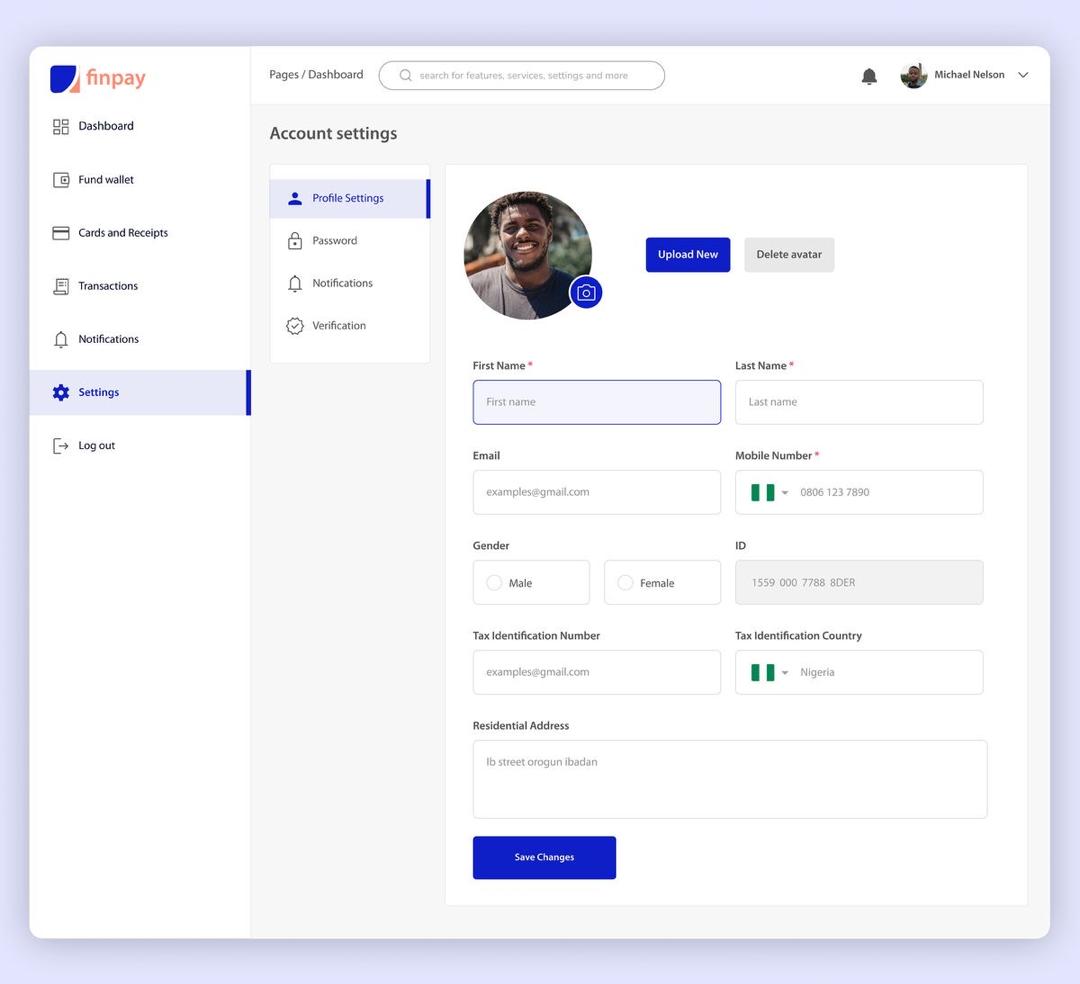 finpay
Dashboard
Fund wallet
Cards and Receipts
Transactions
Notifications
Settings
Log out
Pages / Dashboard
search for features, services, settings and more
Michael Nelson
Account settings
Profile Settings
Password
Notifications
Verification
Upload New
Delete avatar
First Name *
First name
Last Name *
Last name
Email
examples@gmail.com
Mobile Number *
0806 123 7890
Gender
Male
Female
ID
1559 000 7788 8DER
Tax Identification Number
examples@gmail.com
Tax Identification Country
Nigeria
Residential Address
Ib street orogun ibadan
Save Changes